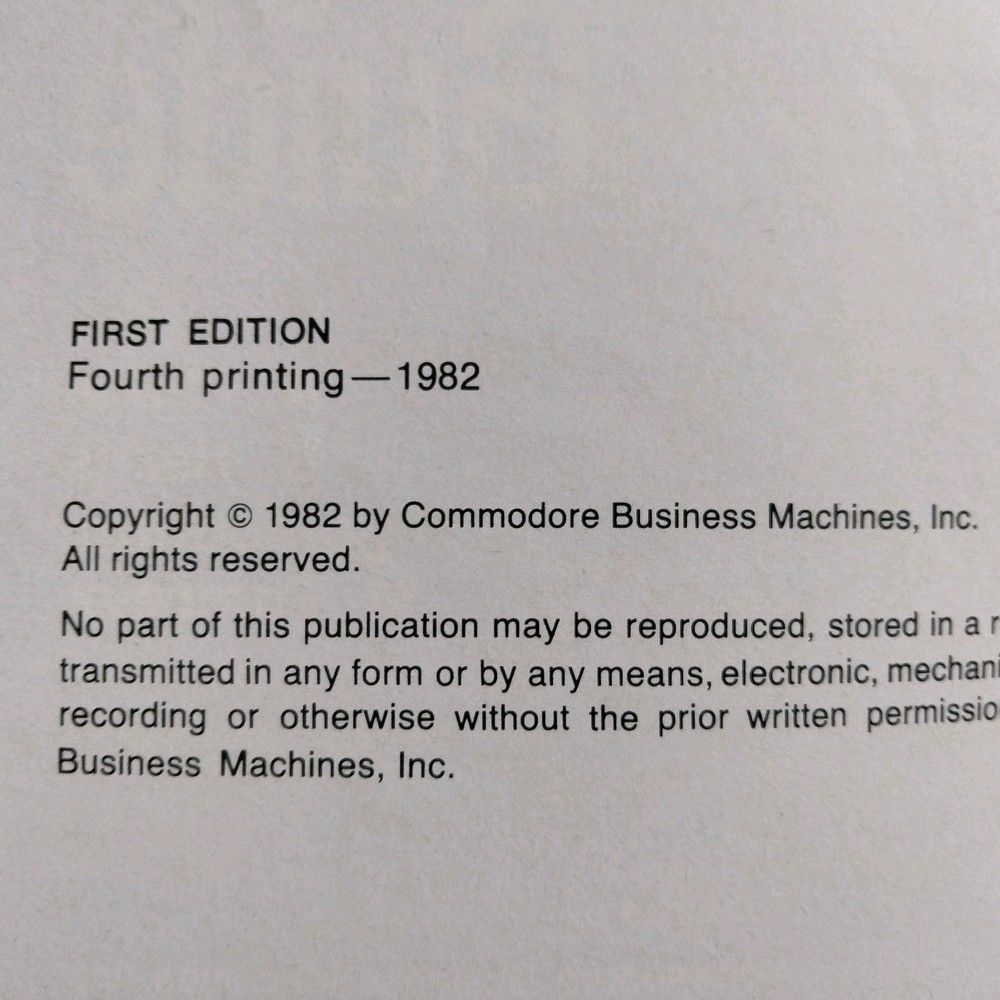 FIRST EDITION
Fourth printing—1982
Copyright © 1982 by Commodore Business Machines, Inc.
All rights reserved.
No part of this publication may be reproduced, stored in a
transmitted in any form or by any means, electronic,
recording or otherwise without the prior written
Business Machines, Inc.